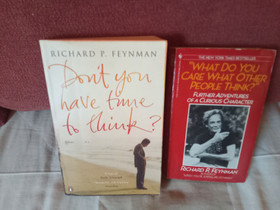 RICHARD P. FEYNMAN
Don't you
have time
to think?
THE NEW YORK TIMES BESTSELLER
"WHAT DO YOU
CARE WHAT OTHER
PEOPLE THINK?"
FURTHER ADVENTURES
OF A CURIOUS CHARACTER
RICHARD P. FEYNMAN